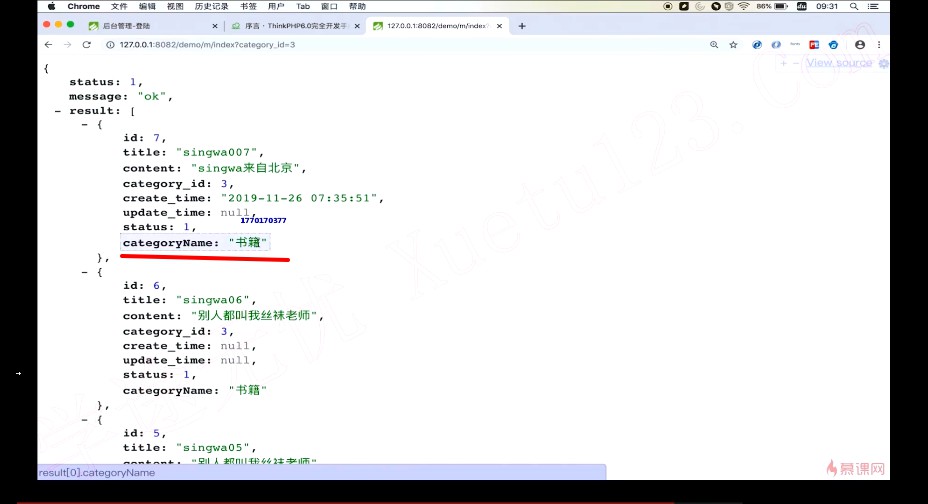 Chrome 文件 编辑 视图 历史记录 书签 用户 Tab 窗口 帮助 86% 09:31
后台管理-登陆 序言 · ThinkPHP6.0完全开发手 127.0.0.1:8082/demo/m/index?
127.0.0.1:8082/demo/m/index?category_id=3
+ - View source
{
status: 1,
message: "ok",
- result: [
- {
id: 7,
title: "singwa007",
content: "singwa来自北京",
category_id: 3,
create_time: "2019-11-26 07:35:51",
update_time: null,
1770170377
status: 1,
categoryName: "书籍"
},
- {
id: 6,
title: "singwa06",
content: "别人都叫我丝袜老师",
category_id: 3,
create_time: null,
update_time: null,
status: 1,
categoryName: "书籍"
},
- {
id: 5,
title: "singwa05",
content: "别人都叫我丝袜老师"
result[0].categoryName
慕课网